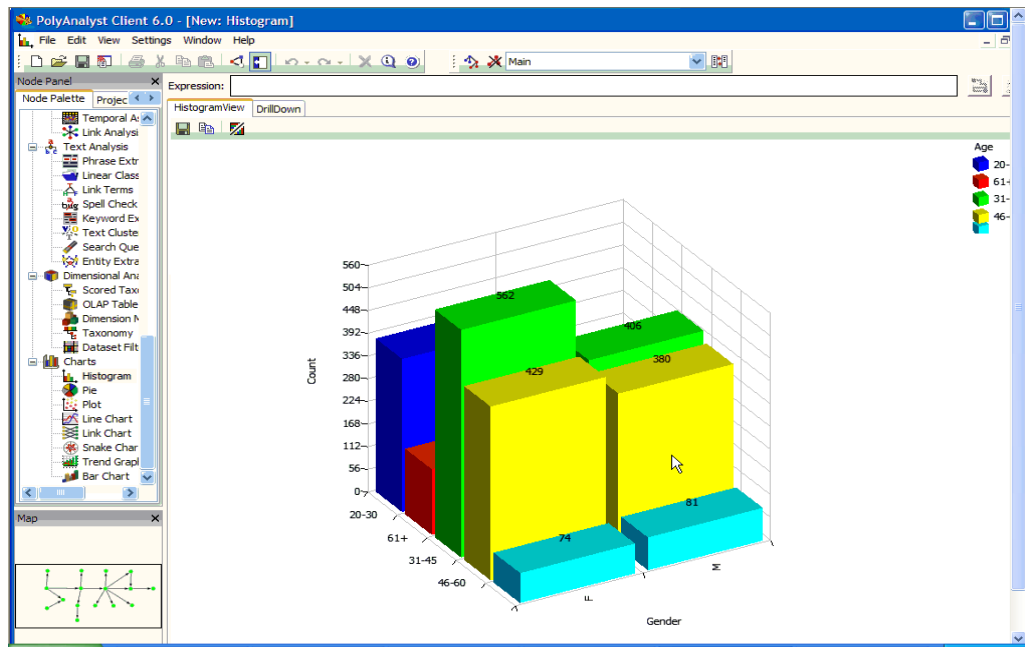 PolyAnalyst Client 6.0 - [New: Histogram]
File Edit View Settings Window Help
Main
Node Panel
Expression:
Node Palette Projec
HistogramView DrillDown
Temporal A
Link Analysi
Text Analysis
Phrase Extr
Linear Class
Link Terms
Spell Check
Keyword Ex
Text Cluste
Search Que
Entity Extra
Dimensional Ana
Scored Taxo
OLAP Table
Dimension M
Taxonomy
Dataset Filt
Charts
Histogram
Pie
Plot
Line Chart
Link Chart
Snake Char
Trend Grapl
Bar Chart
Map
Age
20-
61+
31-
46-
560
504
448
392
336
280
224
168
112
56
0
Count
562
406
429
380
74
81
20-30
61+
31-45
46-60
F
M
Gender